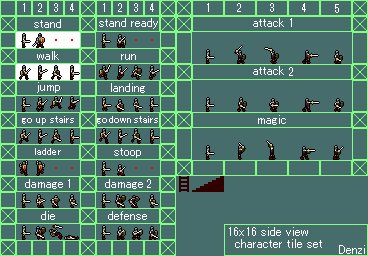 1 2 3 4 1 2 3 4 1 2 3 4 5
stand stand ready attack 1
walk run
attack 2
jump landing
go up stairs go down stairs
magic
ladder stoop
damage 1 damage 2
die defense
16x16 side view
character tile set
Denzi